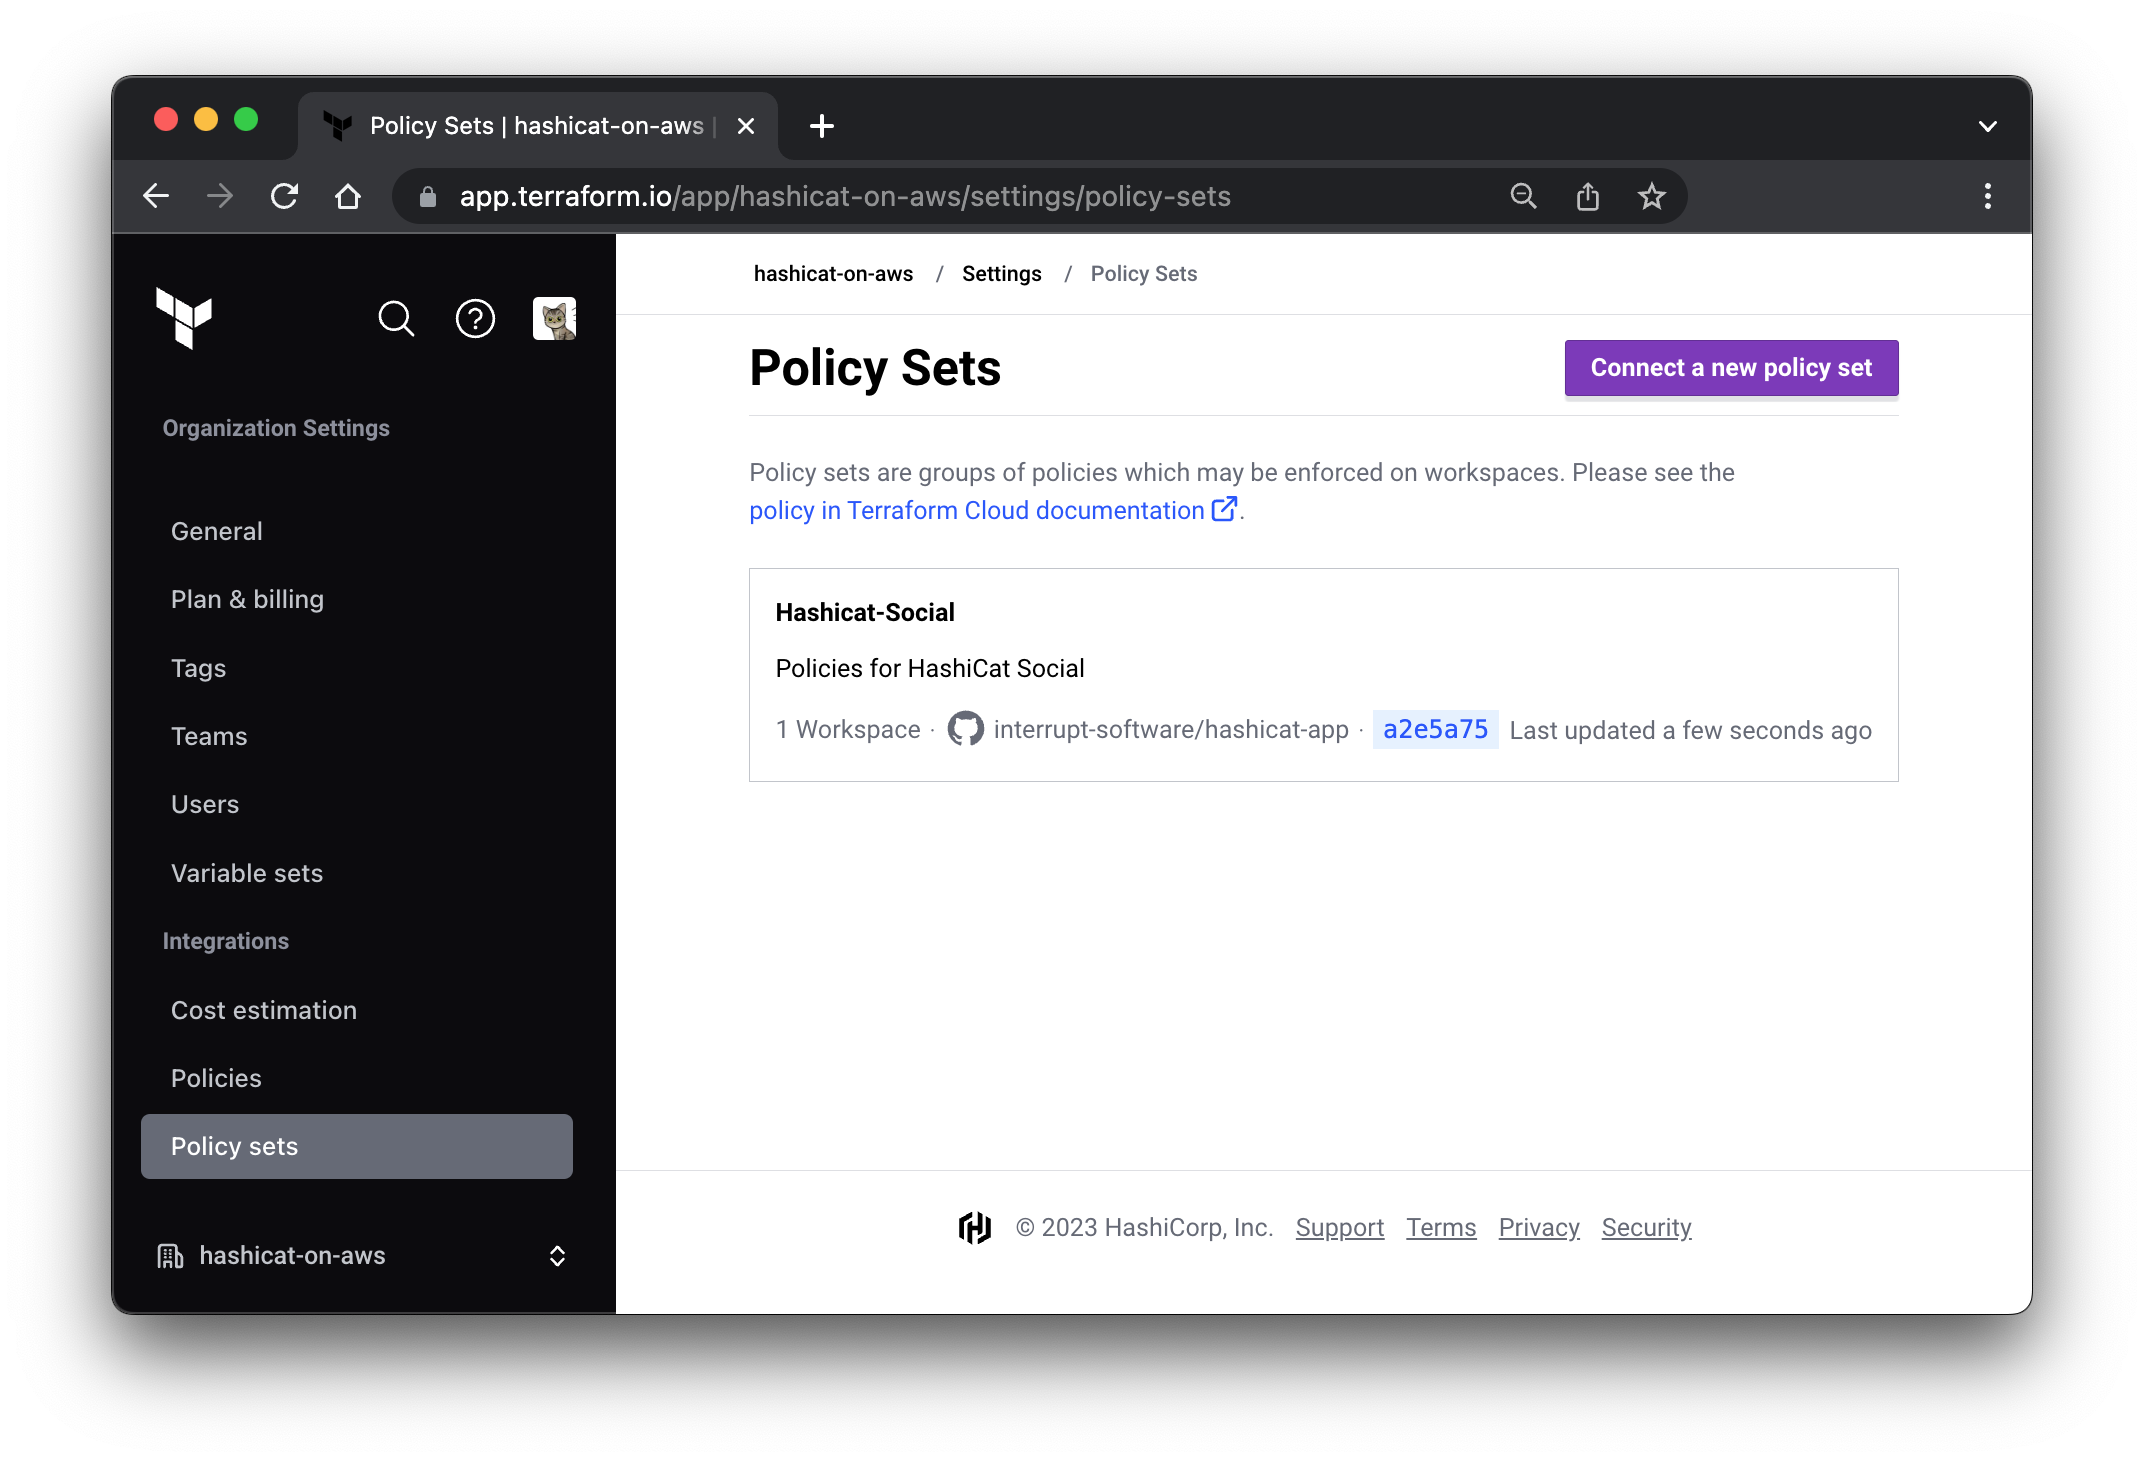 Policy Sets | hashicat-on-aws |
app.terraform.io/app/hashicat-on-aws/settings/policy-sets
Organization Settings
General
Plan & billing
Tags
Teams
Users
Variable sets
Integrations
Cost estimation
Policies
Policy sets
hashicat-on-aws
hashicat-on-aws / Settings / Policy Sets
Policy Sets
Connect a new policy set
Policy sets are groups of policies which may be enforced on workspaces. Please see the
policy in Terraform Cloud documentation.
Hashicat-Social
Policies for HashiCat Social
1 Workspace · interrupt-software/hashicat-app · a2e5a75 Last updated a few seconds ago
© 2023 HashiCorp, Inc. Support Terms Privacy Security